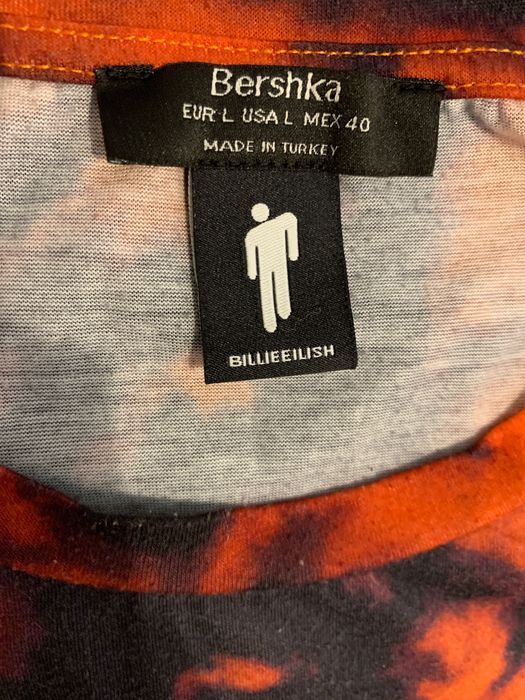 Bershka
EUR L USA L MEX 40
MADE IN TURKEY
BILLIEEILISH